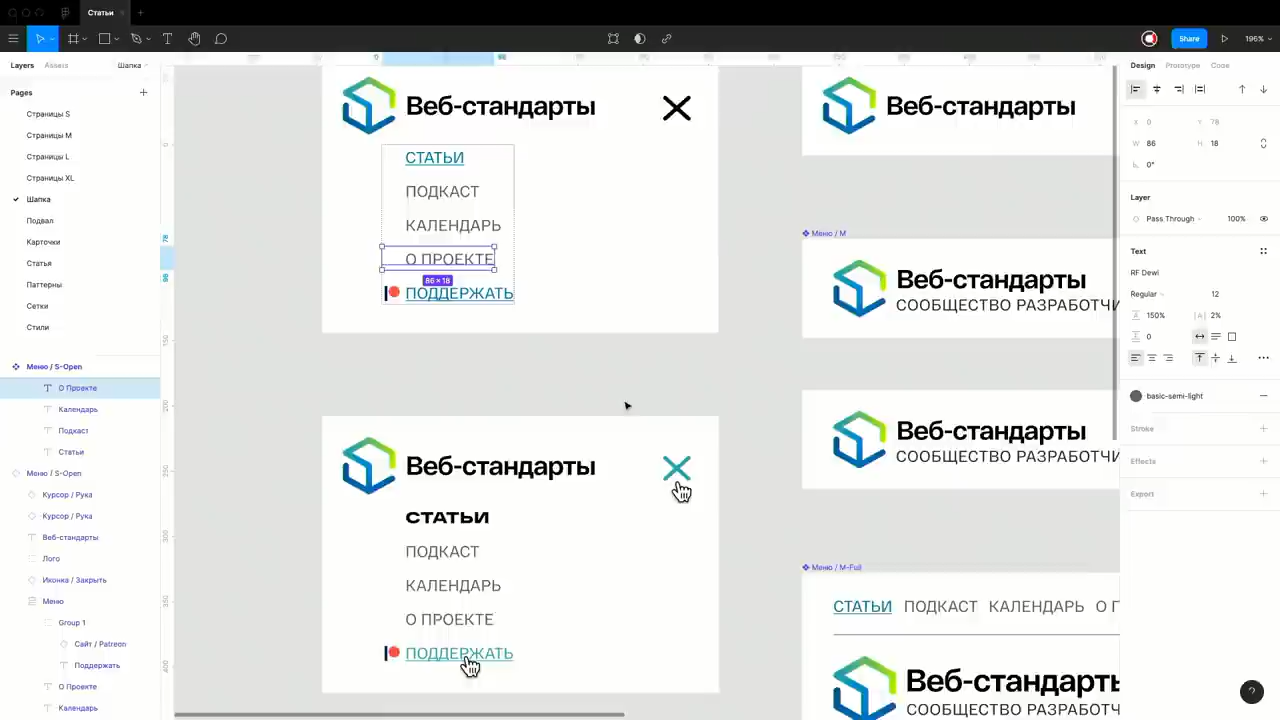 Статьи
Share
196%
Layers
Assets
Шапка
Pages
Страницы S
Страницы M
Страницы L
Страницы XL
Шапка
Подвал
Карточки
Статья
Паттерны
Сетки
Стили
Меню / S-Open
О Проекте
Календарь
Подкаст
Статьи
Меню / S-Open
Курсор / Рука
Курсор / Рука
Веб-стандарты
Лого
Иконка / Закрыть
Меню
Group 1
Сайт / Patreon
Поддержать
О Проекте
Календарь
Веб-стандарты
СТАТЬИ
ПОДКАСТ
КАЛЕНДАРЬ
О ПРОЕКТЕ
86 × 18
ПОДДЕРЖАТЬ
Веб-стандарты
СТАТЬИ
ПОДКАСТ
КАЛЕНДАРЬ
О ПРОЕКТЕ
ПОДДЕРЖАТЬ
Веб-стандарты
Меню / M
Веб-стандарты
СООБЩЕСТВО РАЗРАБОТЧИ
Веб-стандарты
СООБЩЕСТВО РАЗРАБОТЧИ
Меню / M-Full
СТАТЬИ ПОДКАСТ КАЛЕНДАРЬ О П
Веб-стандарты
СООБЩЕСТВО РАЗРАБОТЧ
Design
Prototype
Code
X 0 Y 78
W 86 H 18
0°
Layer
Pass Through 100%
Text
RF Dewi
Regular 12
150% 2%
0
basic-semi-light
Stroke
Effects
Export
?